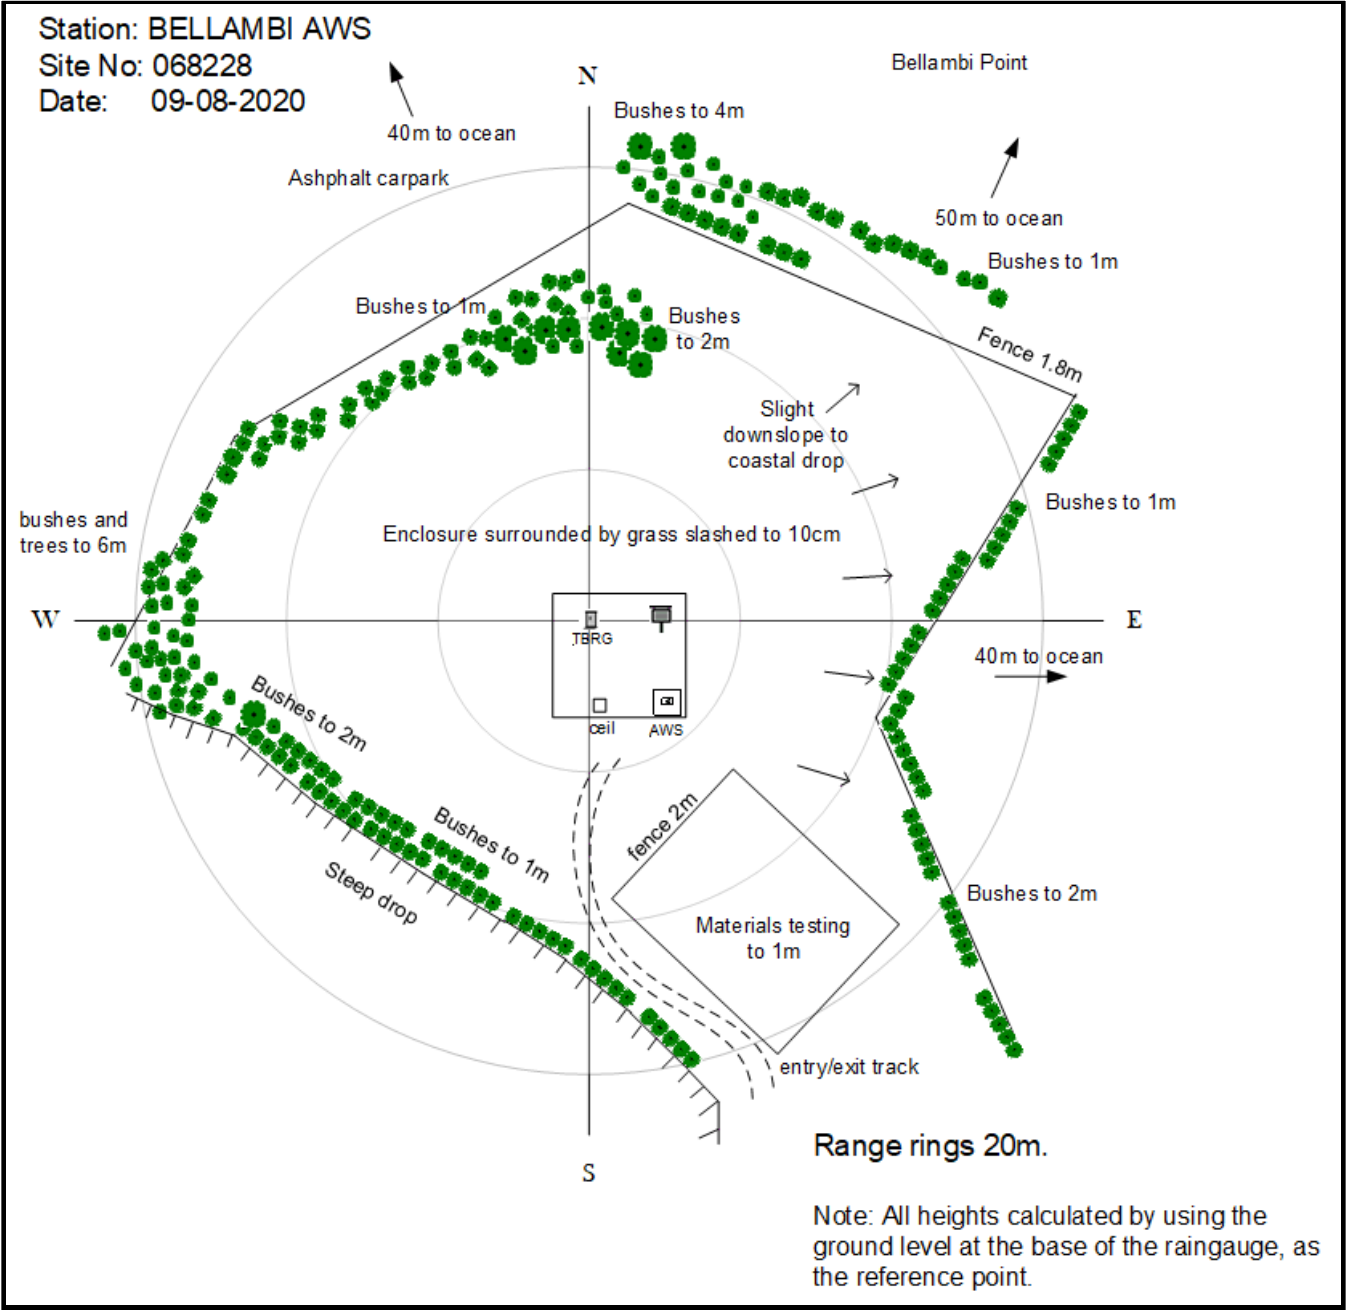 Station: BELLAMBI AWS
Site No: 068228
Date: 09-08-2020
Bellambi Point
N
Bushes to 4m
40m to ocean
Ashphalt carpark
50m to ocean
Bushes to 1m
Bushes to 1m
Bushes
to 2m
Fence 1.8m
Slight
downslope to
coastal drop
Bushes to 1m
bushes and
trees to 6m
Enclosure surrounded by grass slashed to 10cm
W
E
TBRG
40m to ocean
Bushes to 2m
ceil
AWS
fence 2m
Bushes to 1m
Steep drop
Bushes to 2m
Materials testing
to 1m
entry/exit track
Range rings 20m.
S
Note: All heights calculated by using the
ground level at the base of the raingauge, as
the reference point.